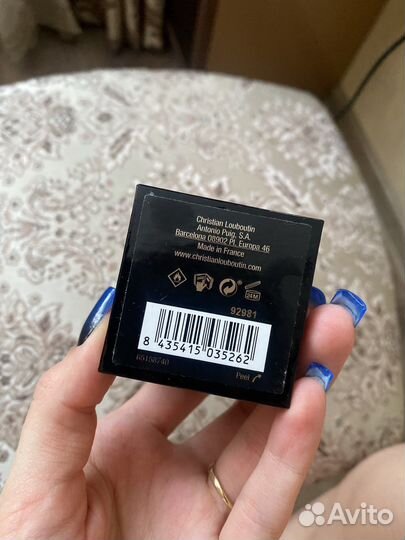 Christian Louboutin
Antonio Puig, S.A.
Barcelona 08902 Pl. Europa 46
Made in France
www.christianlouboutin.com
24M
92981
8 435415 035262
65158740
Peel
Avito